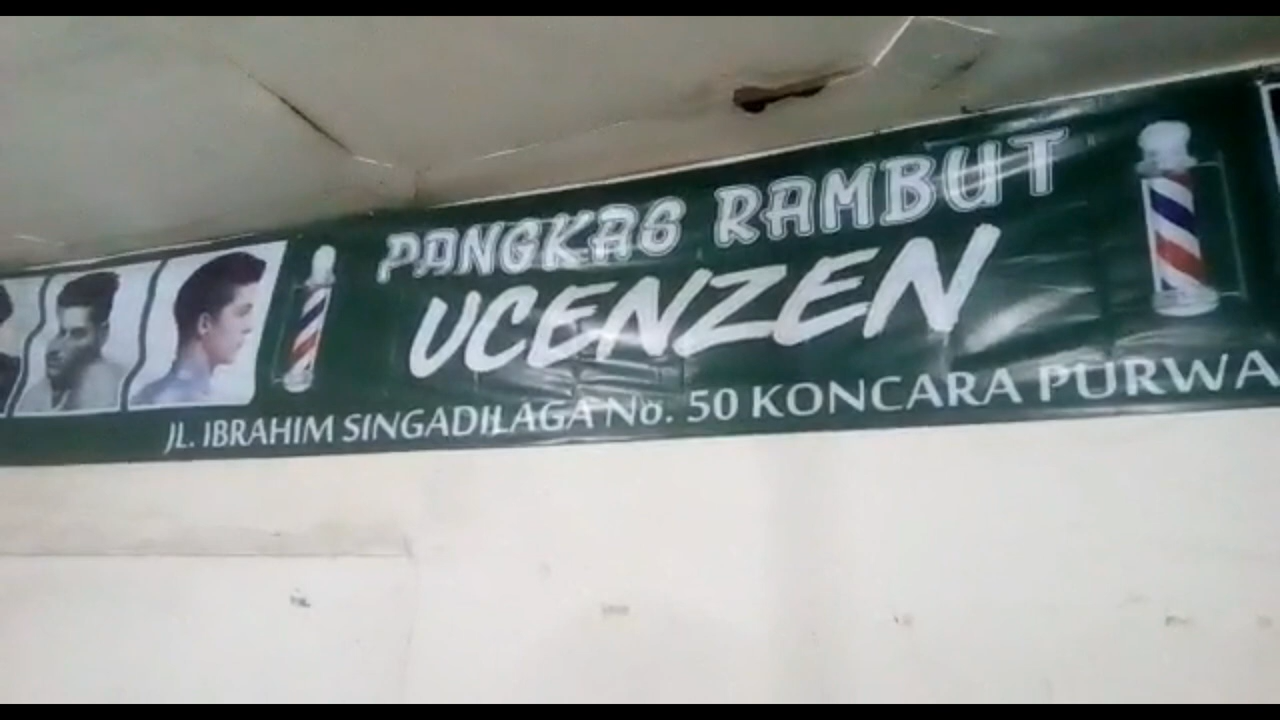 PANGKAS RAMBUT
UCENZEN
JL. IBRAHIM SINGADILAGA No. 50 KONCARA PURWA